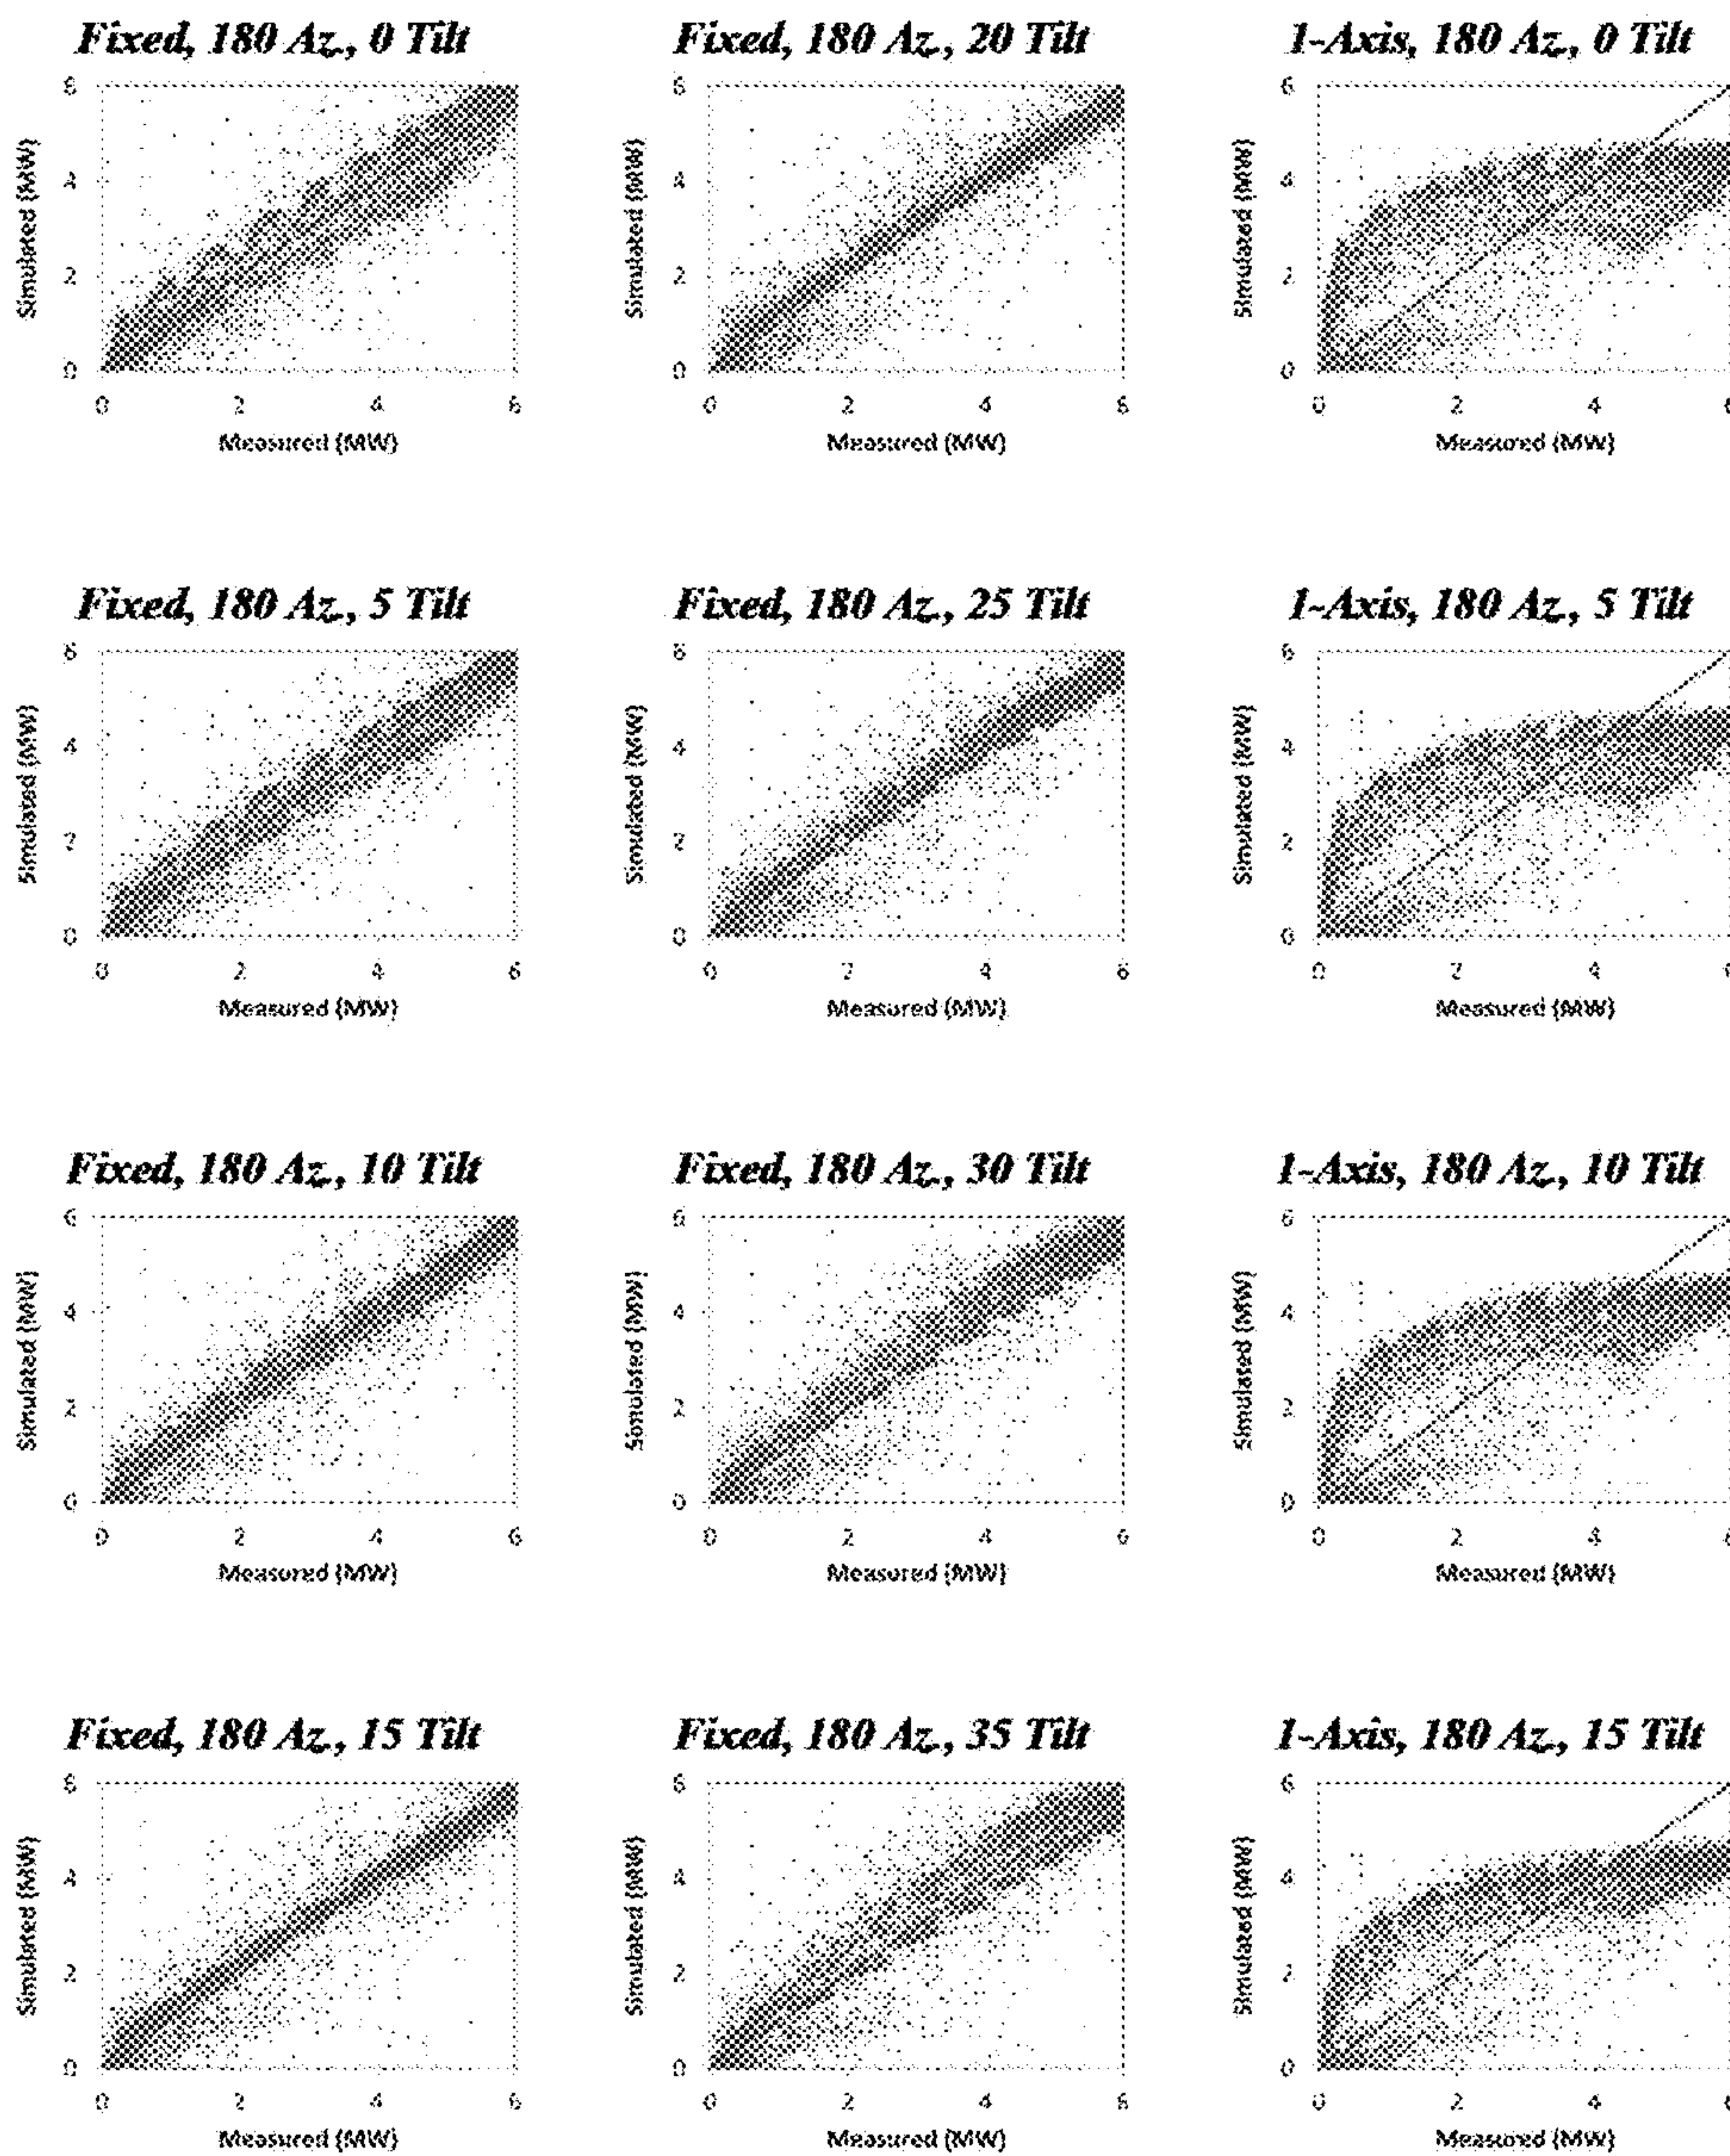 Fixed, 180 Az., 0 Tilt
6
4
2
0
Simulated (MW)
0 2 4 6
Measured (MW)
Fixed, 180 Az., 20 Tilt
6
4
2
0
Simulated (MW)
0 2 4 6
Measured (MW)
1-Axis, 180 Az., 0 Tilt
6
4
2
0
Simulated (MW)
0 2 4 6
Measured (MW)
Fixed, 180 Az., 5 Tilt
6
4
2
0
Simulated (MW)
0 2 4 6
Measured (MW)
Fixed, 180 Az., 25 Tilt
6
4
2
0
Simulated (MW)
0 2 4 6
Measured (MW)
1-Axis, 180 Az., 5 Tilt
6
4
2
0
Simulated (MW)
0 2 4 6
Measured (MW)
Fixed, 180 Az., 10 Tilt
6
4
2
0
Simulated (MW)
0 2 4 6
Measured (MW)
Fixed, 180 Az., 30 Tilt
6
4
2
0
Simulated (MW)
0 2 4 6
Measured (MW)
1-Axis, 180 Az., 10 Tilt
6
4
2
0
Simulated (MW)
0 2 4 6
Measured (MW)
Fixed, 180 Az., 15 Tilt
6
4
2
0
Simulated (MW)
0 2 4 6
Measured (MW)
Fixed, 180 Az., 35 Tilt
6
4
2
0
Simulated (MW)
0 2 4 6
Measured (MW)
1-Axis, 180 Az., 15 Tilt
6
4
2
0
Simulated (MW)
0 2 4 6
Measured (MW)